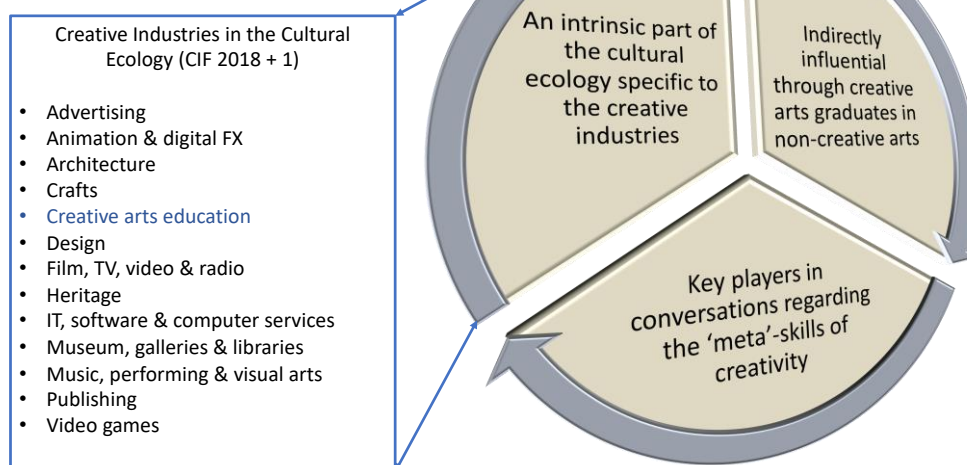 Creative Industries in the Cultural
Ecology (CIF 2018 + 1)
• Advertising
• Animation & digital FX
• Architecture
• Crafts
• Creative arts education
• Design
• Film, TV, video & radio
• Heritage
• IT, software & computer services
• Museum, galleries & libraries
• Music, performing & visual arts
• Publishing
• Video games
An intrinsic part of
the cultural
ecology specific to
the creative
industries
Indirectly
influential
through creative
arts graduates in
non-creative arts
Key players in
conversations regarding
the ‘meta’-skills of
creativity